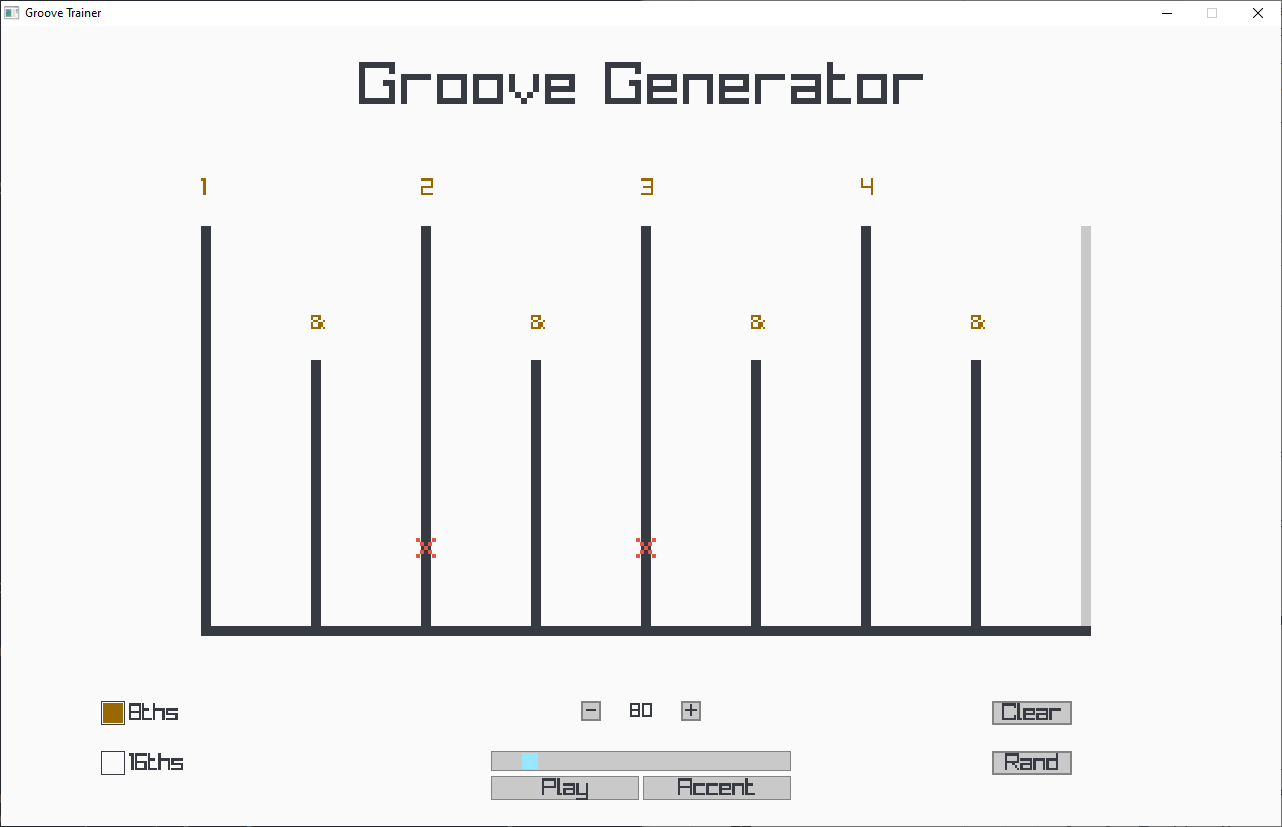 Groove Trainer
Groove Generator
1 2 3 4
& & & &
8ths - 80 + Clear
16ths Rand
Play Accent